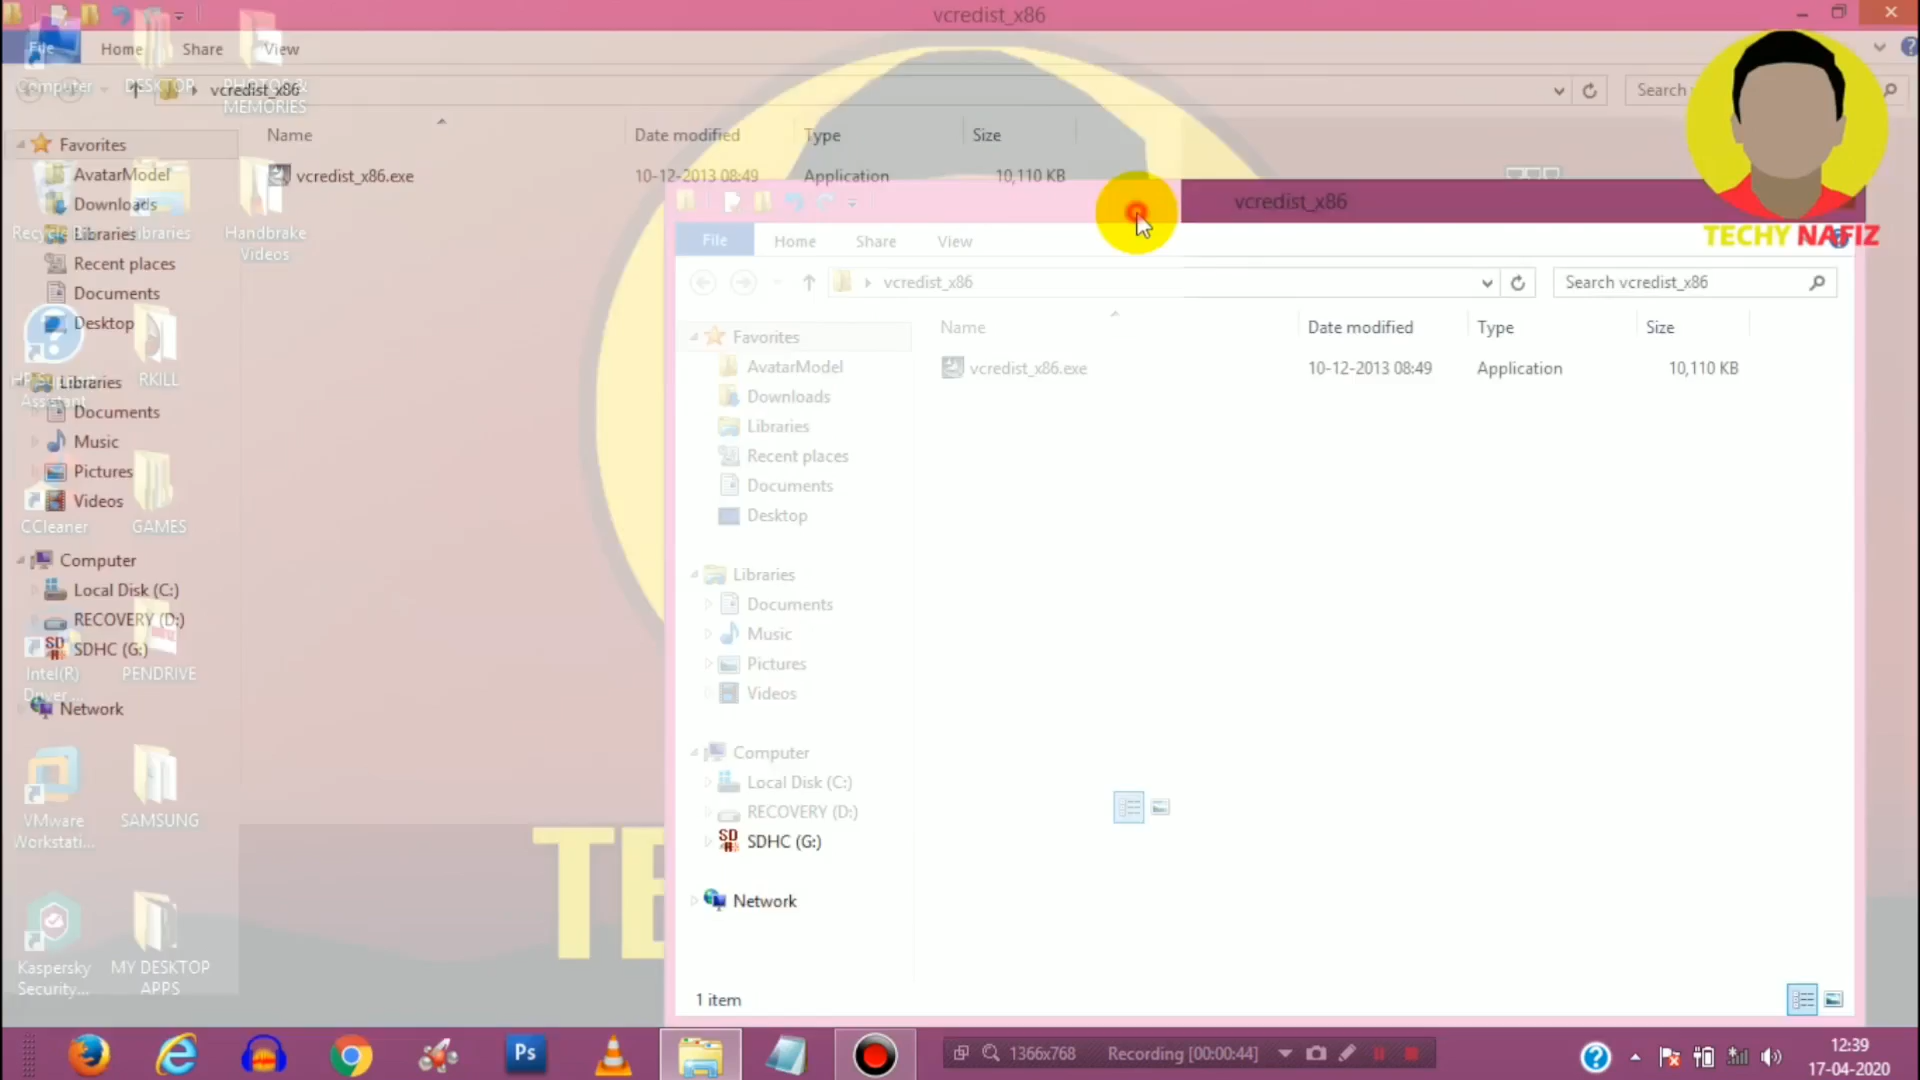 vcredist_x86
File Home Share View
Computer DESKTOP PHOTOS & MEMORIES
vcredist_x86
Search
Name Date modified Type Size
Favorites
vcredist_x86.exe 10-12-2013 08:49 Application 10,110 KB
AvatarModel
Downloads
Libraries
Recent places
Documents
Desktop
Libraries
Documents
Music
Pictures
Videos
Computer
Local Disk (C:)
RECOVERY (D:)
SDHC (G:)
Network
Libraries
Handbrake Videos
RKILL
CCleaner
GAMES
Intel(R) Driver...
PENDRIVE
VMware Workstati...
SAMSUNG
Kaspersky Security...
MY DESKTOP APPS
TE
TECHY NAFIZ
vcredist_x86
File Home Share View
vcredist_x86
Search vcredist_x86
Name Date modified Type Size
vcredist_x86.exe 10-12-2013 08:49 Application 10,110 KB
Favorites
AvatarModel
Downloads
Libraries
Recent places
Documents
Desktop
Libraries
Documents
Music
Pictures
Videos
Computer
Local Disk (C:)
RECOVERY (D:)
SDHC (G:)
Network
1 item
Ps
1366x768 Recording [00:00:44]
12:39
17-04-2020